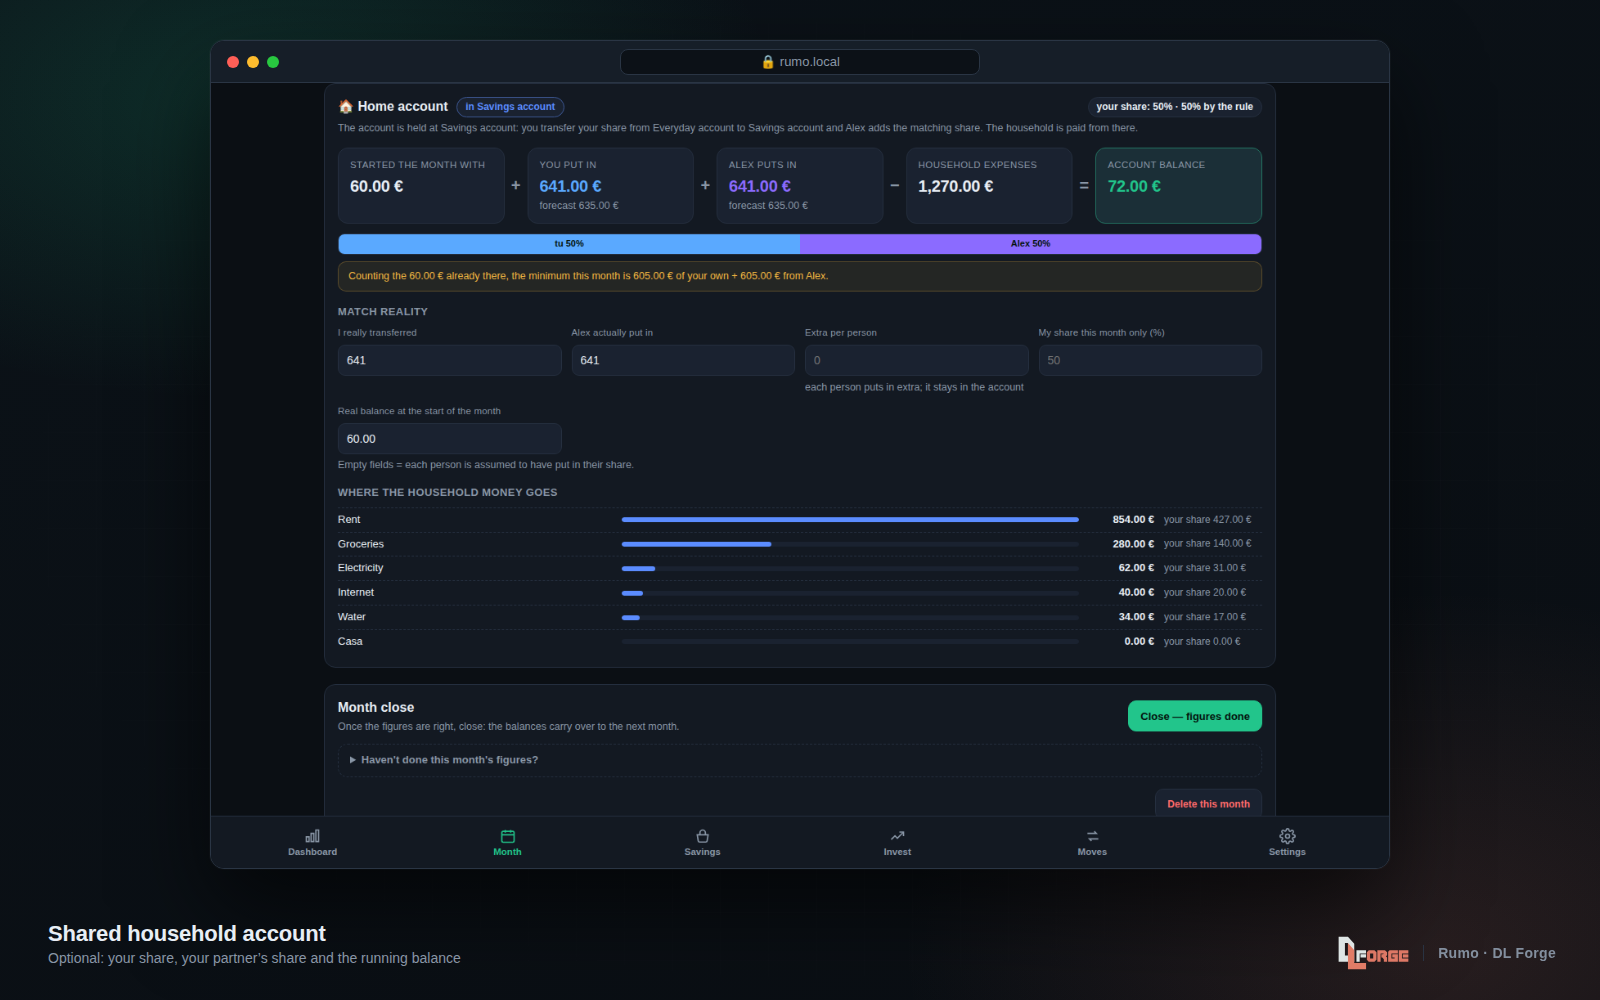 🔒 rumo.local
🏠 Home account
in Savings account
your share: 50% · 50% by the rule
The account is held at Savings account: you transfer your share from Everyday account to Savings account and Alex adds the matching share. The household is paid from there.
STARTED THE MONTH WITH
60.00 €
+
YOU PUT IN
641.00 €
forecast 635.00 €
+
ALEX PUTS IN
641.00 €
forecast 635.00 €
−
HOUSEHOLD EXPENSES
1,270.00 €
=
ACCOUNT BALANCE
72.00 €
tu 50%
Alex 50%
Counting the 60.00 € already there, the minimum this month is 605.00 € of your own + 605.00 € from Alex.
MATCH REALITY
I really transferred
641
Alex actually put in
641
Extra per person
0
each person puts in extra; it stays in the account
My share this month only (%)
50
Real balance at the start of the month
60.00
Empty fields = each person is assumed to have put in their share.
WHERE THE HOUSEHOLD MONEY GOES
Rent 854.00 € your share 427.00 €
Groceries 280.00 € your share 140.00 €
Electricity 62.00 € your share 31.00 €
Internet 40.00 € your share 20.00 €
Water 34.00 € your share 17.00 €
Casa 0.00 € your share 0.00 €
Month close
Once the figures are right, close: the balances carry over to the next month.
Close — figures done
▶ Haven't done this month's figures?
Delete this month
Dashboard
Month
Savings
Invest
Moves
Settings
Shared household account
Optional: your share, your partner’s share and the running balance
DL FORGE
Rumo · DL Forge